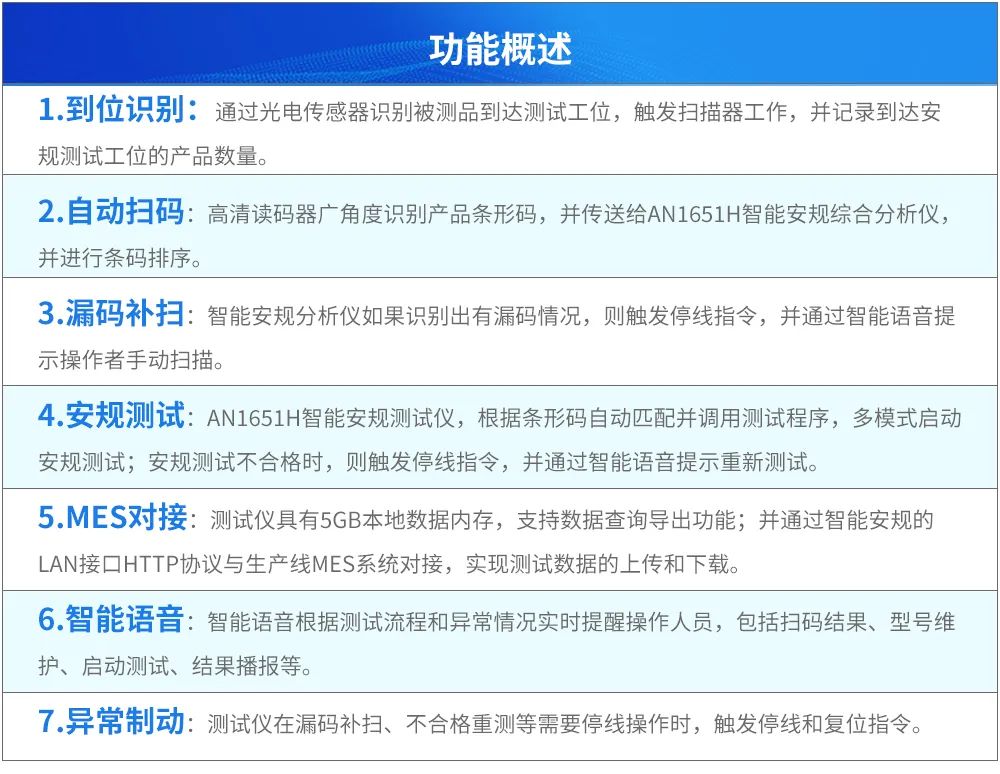 功能概述
1.到位识别：通过光电传感器识别被测品到达测试工位，触发扫描器工作，并记录到达安
规测试工位的产品数量。
2.自动扫码：高清读码器广角度识别产品条形码，并传送给AN1651H智能安规综合分析仪，
并进行条码排序。
3.漏码补扫：智能安规分析仪如果识别出有漏码情况，则触发停线指令，并通过智能语音提
示操作者手动扫描。
4.安规测试：AN1651H智能安规测试仪，根据条形码自动匹配并调用测试程序，多模式启动
安规测试；安规测试不合格时，则触发停线指令，并通过智能语音提示重新测试。
5.MES对接：测试仪具有5GB本地数据内存，支持数据查询导出功能；并通过智能安规的
LAN接口HTTP协议与生产线MES系统对接，实现测试数据的上传和下载。
6.智能语音：智能语音根据测试流程和异常情况实时提醒操作人员，包括扫码结果、型号维
护、启动测试、结果播报等。
7.异常制动：测试仪在漏码补扫、不合格重测等需要停线操作时，触发停线和复位指令。